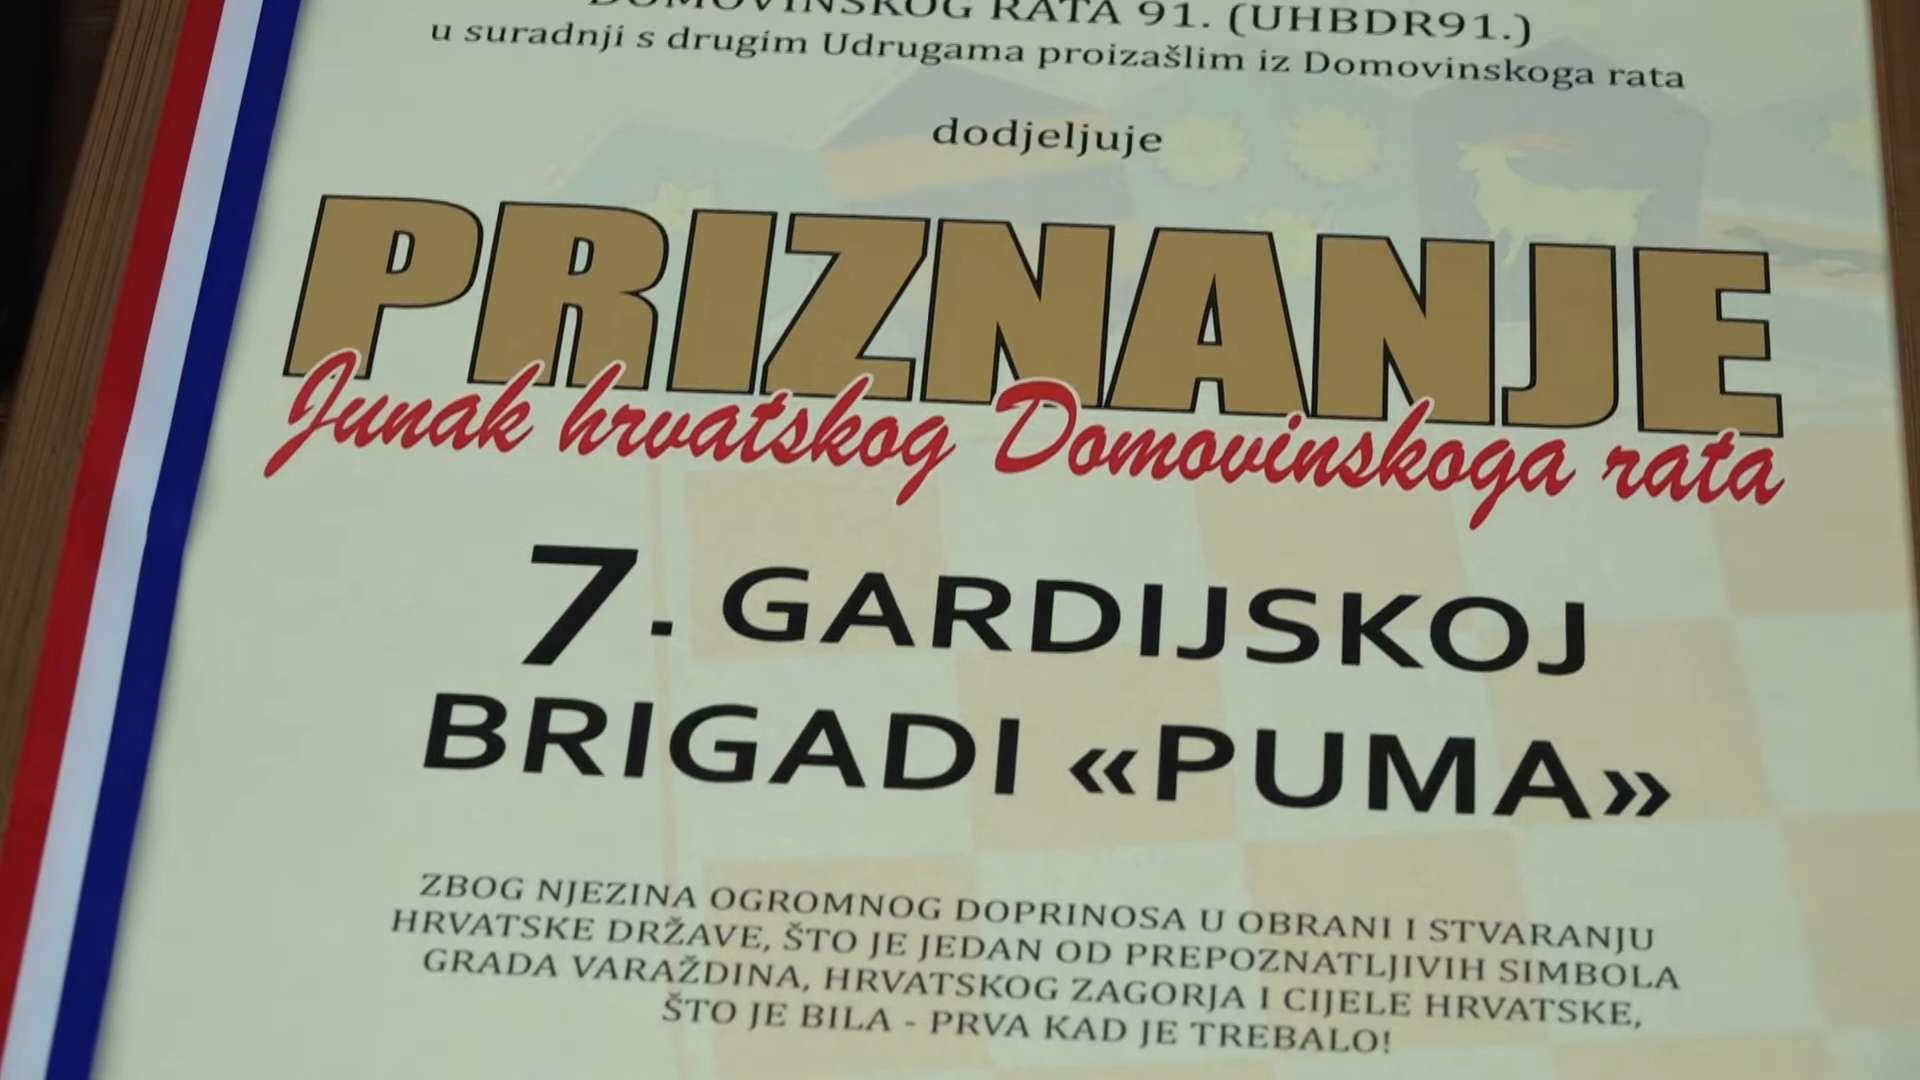 DOMOVINSKOG RATA 91. (UHBDR91.)
u suradnji s drugim Udrugama proizašlim iz Domovinskoga rata
dodjeljuje
PRIZNANJE
Junak hrvatskog Domovinskoga rata
7. GARDIJSKOJ
BRIGADI «PUMA»
ZBOG NJEZINA OGROMNOG DOPRINOSA U OBRANI I STVARANJU
HRVATSKE DRŽAVE, ŠTO JE JEDAN OD PREPOZNATLJIVIH SIMBOLA
GRADA VARAŽDINA, HRVATSKOG ZAGORJA I CIJELE HRVATSKE,
ŠTO JE BILA - PRVA KAD JE TREBALO!